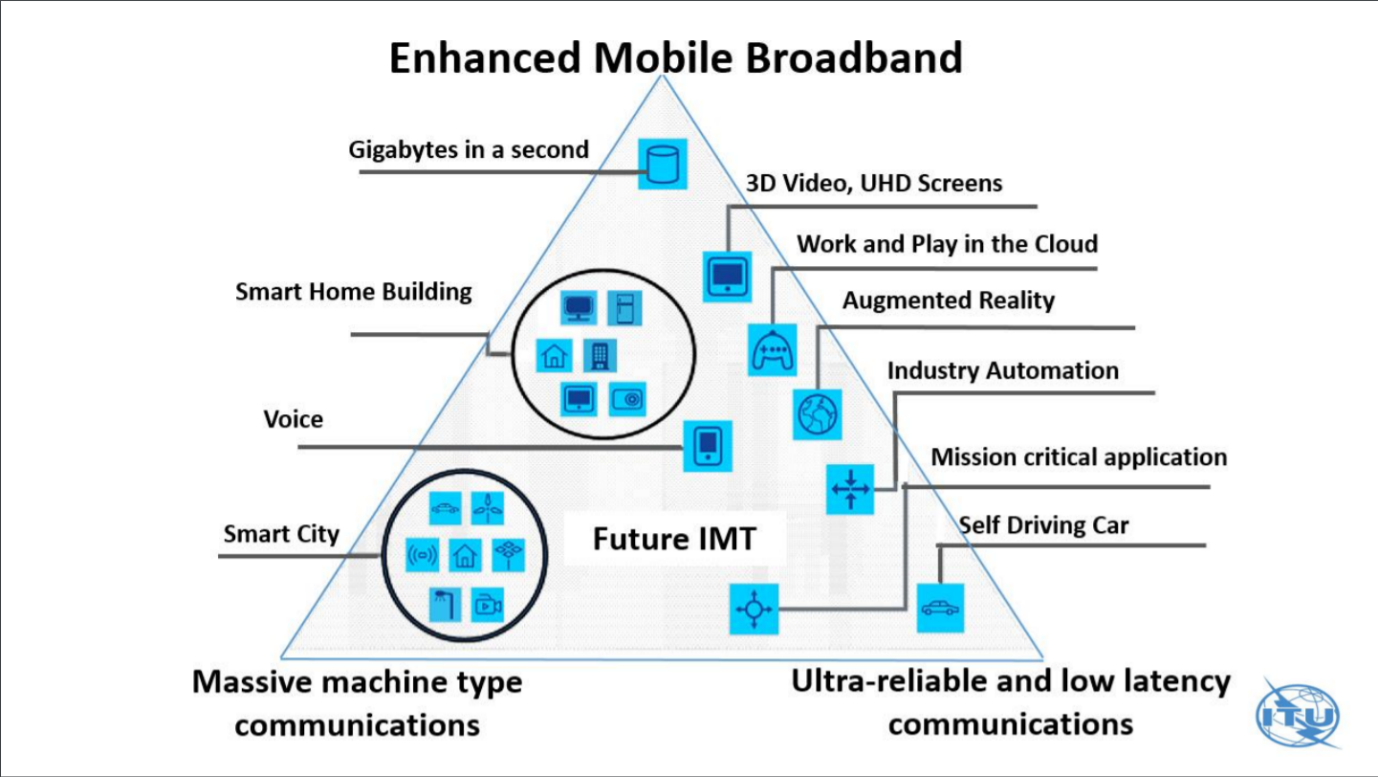 Enhanced Mobile Broadband
Gigabytes in a second
3D Video, UHD Screens
Work and Play in the Cloud
Smart Home Building
Augmented Reality
Industry Automation
Voice
Mission critical application
Smart City
Future IMT
Self Driving Car
Massive machine type
communications
Ultra-reliable and low latency
communications
ITU